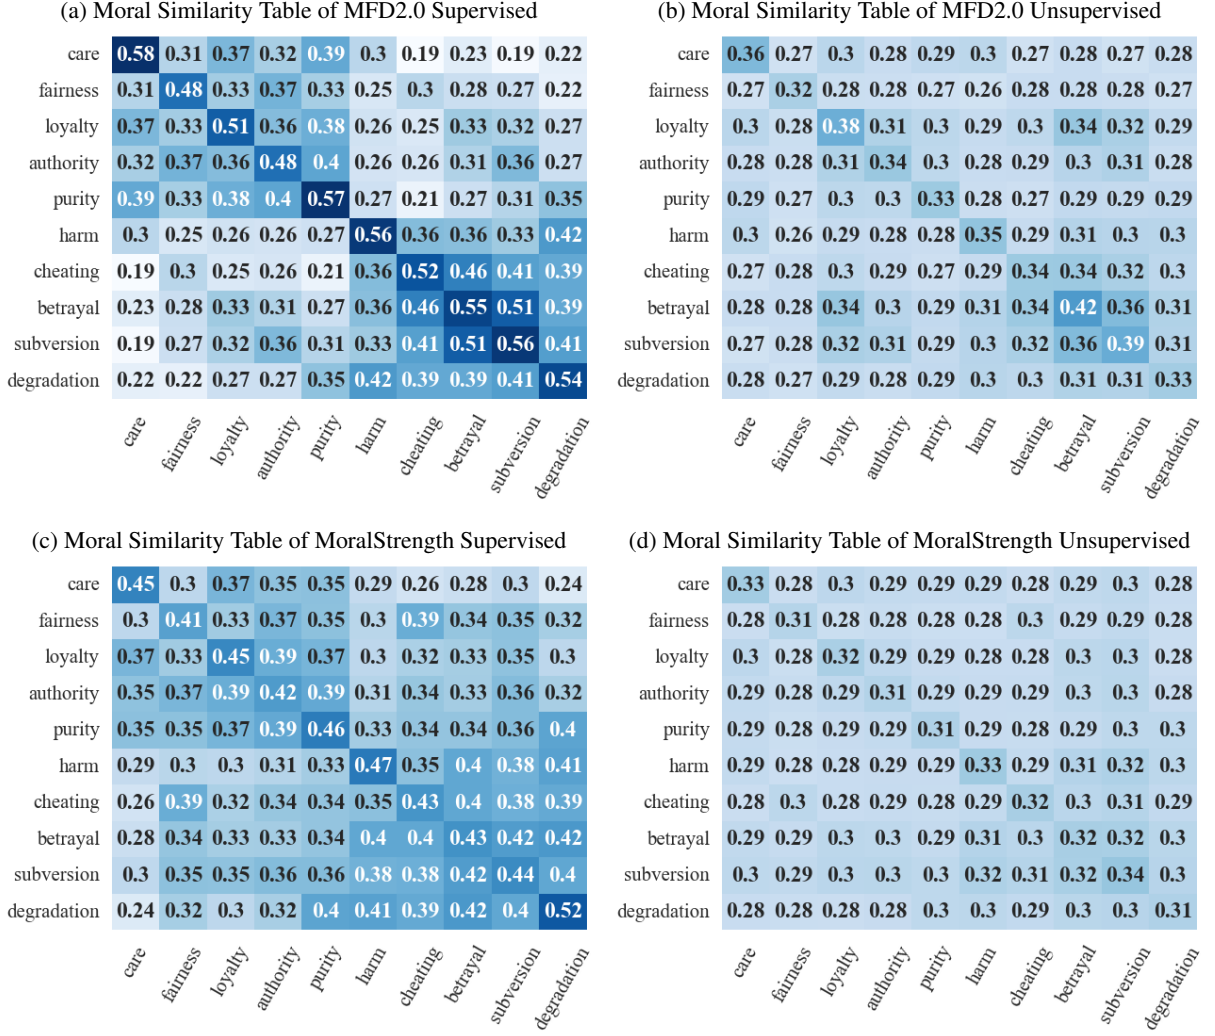 (a) Moral Similarity Table of MFD2.0 Supervised
care 0.58 0.31 0.37 0.32 0.39 0.3 0.19 0.23 0.19 0.22
fairness 0.31 0.48 0.33 0.37 0.33 0.25 0.3 0.28 0.27 0.22
loyalty 0.37 0.33 0.51 0.36 0.38 0.26 0.25 0.33 0.32 0.27
authority 0.32 0.37 0.36 0.48 0.4 0.26 0.26 0.31 0.36 0.27
purity 0.39 0.33 0.38 0.4 0.57 0.27 0.21 0.27 0.31 0.35
harm 0.3 0.25 0.26 0.26 0.27 0.56 0.36 0.36 0.33 0.42
cheating 0.19 0.3 0.25 0.26 0.21 0.36 0.52 0.46 0.41 0.39
betrayal 0.23 0.28 0.33 0.31 0.27 0.36 0.46 0.55 0.51 0.39
subversion 0.19 0.27 0.32 0.36 0.31 0.33 0.41 0.51 0.56 0.41
degradation 0.22 0.22 0.27 0.27 0.35 0.42 0.39 0.39 0.41 0.54
care fairness loyalty authority purity harm cheating betrayal subversion degradation
(b) Moral Similarity Table of MFD2.0 Unsupervised
care 0.36 0.27 0.3 0.28 0.29 0.3 0.27 0.28 0.27 0.28
fairness 0.27 0.32 0.28 0.28 0.27 0.26 0.28 0.28 0.28 0.27
loyalty 0.3 0.28 0.38 0.31 0.3 0.29 0.3 0.34 0.32 0.29
authority 0.28 0.28 0.31 0.34 0.3 0.28 0.29 0.3 0.31 0.28
purity 0.29 0.27 0.3 0.3 0.33 0.28 0.27 0.29 0.29 0.29
harm 0.3 0.26 0.29 0.28 0.28 0.35 0.29 0.31 0.3 0.3
cheating 0.27 0.28 0.3 0.29 0.27 0.29 0.34 0.34 0.32 0.3
betrayal 0.28 0.28 0.34 0.3 0.29 0.31 0.34 0.42 0.36 0.31
subversion 0.27 0.28 0.32 0.31 0.29 0.3 0.32 0.36 0.39 0.31
degradation 0.28 0.27 0.29 0.28 0.29 0.3 0.3 0.31 0.31 0.33
care fairness loyalty authority purity harm cheating betrayal subversion degradation
(c) Moral Similarity Table of MoralStrength Supervised
care 0.45 0.3 0.37 0.35 0.35 0.29 0.26 0.28 0.3 0.24
fairness 0.3 0.41 0.33 0.37 0.35 0.3 0.39 0.34 0.35 0.32
loyalty 0.37 0.33 0.45 0.39 0.37 0.3 0.32 0.33 0.35 0.3
authority 0.35 0.37 0.39 0.42 0.39 0.31 0.34 0.33 0.36 0.32
purity 0.35 0.35 0.37 0.39 0.46 0.33 0.34 0.34 0.36 0.4
harm 0.29 0.3 0.3 0.31 0.33 0.47 0.35 0.4 0.38 0.41
cheating 0.26 0.39 0.32 0.34 0.34 0.35 0.43 0.4 0.38 0.39
betrayal 0.28 0.34 0.33 0.33 0.34 0.4 0.4 0.43 0.42 0.42
subversion 0.3 0.35 0.35 0.36 0.36 0.38 0.38 0.42 0.44 0.4
degradation 0.24 0.32 0.3 0.32 0.4 0.41 0.39 0.42 0.4 0.52
care fairness loyalty authority purity harm cheating betrayal subversion degradation
(d) Moral Similarity Table of MoralStrength Unsupervised
care 0.33 0.28 0.3 0.29 0.29 0.29 0.28 0.29 0.3 0.28
fairness 0.28 0.31 0.28 0.28 0.28 0.28 0.3 0.29 0.29 0.28
loyalty 0.3 0.28 0.32 0.29 0.29 0.28 0.28 0.3 0.3 0.28
authority 0.29 0.28 0.29 0.31 0.29 0.29 0.29 0.3 0.3 0.28
purity 0.29 0.28 0.29 0.29 0.31 0.29 0.28 0.29 0.3 0.3
harm 0.29 0.28 0.28 0.29 0.29 0.33 0.29 0.31 0.32 0.3
cheating 0.28 0.3 0.28 0.29 0.28 0.29 0.32 0.3 0.31 0.29
betrayal 0.29 0.29 0.3 0.3 0.29 0.31 0.3 0.32 0.32 0.3
subversion 0.3 0.29 0.3 0.3 0.3 0.32 0.31 0.32 0.34 0.3
degradation 0.28 0.28 0.28 0.28 0.3 0.3 0.29 0.3 0.3 0.31
care fairness loyalty authority purity harm cheating betrayal subversion degradation